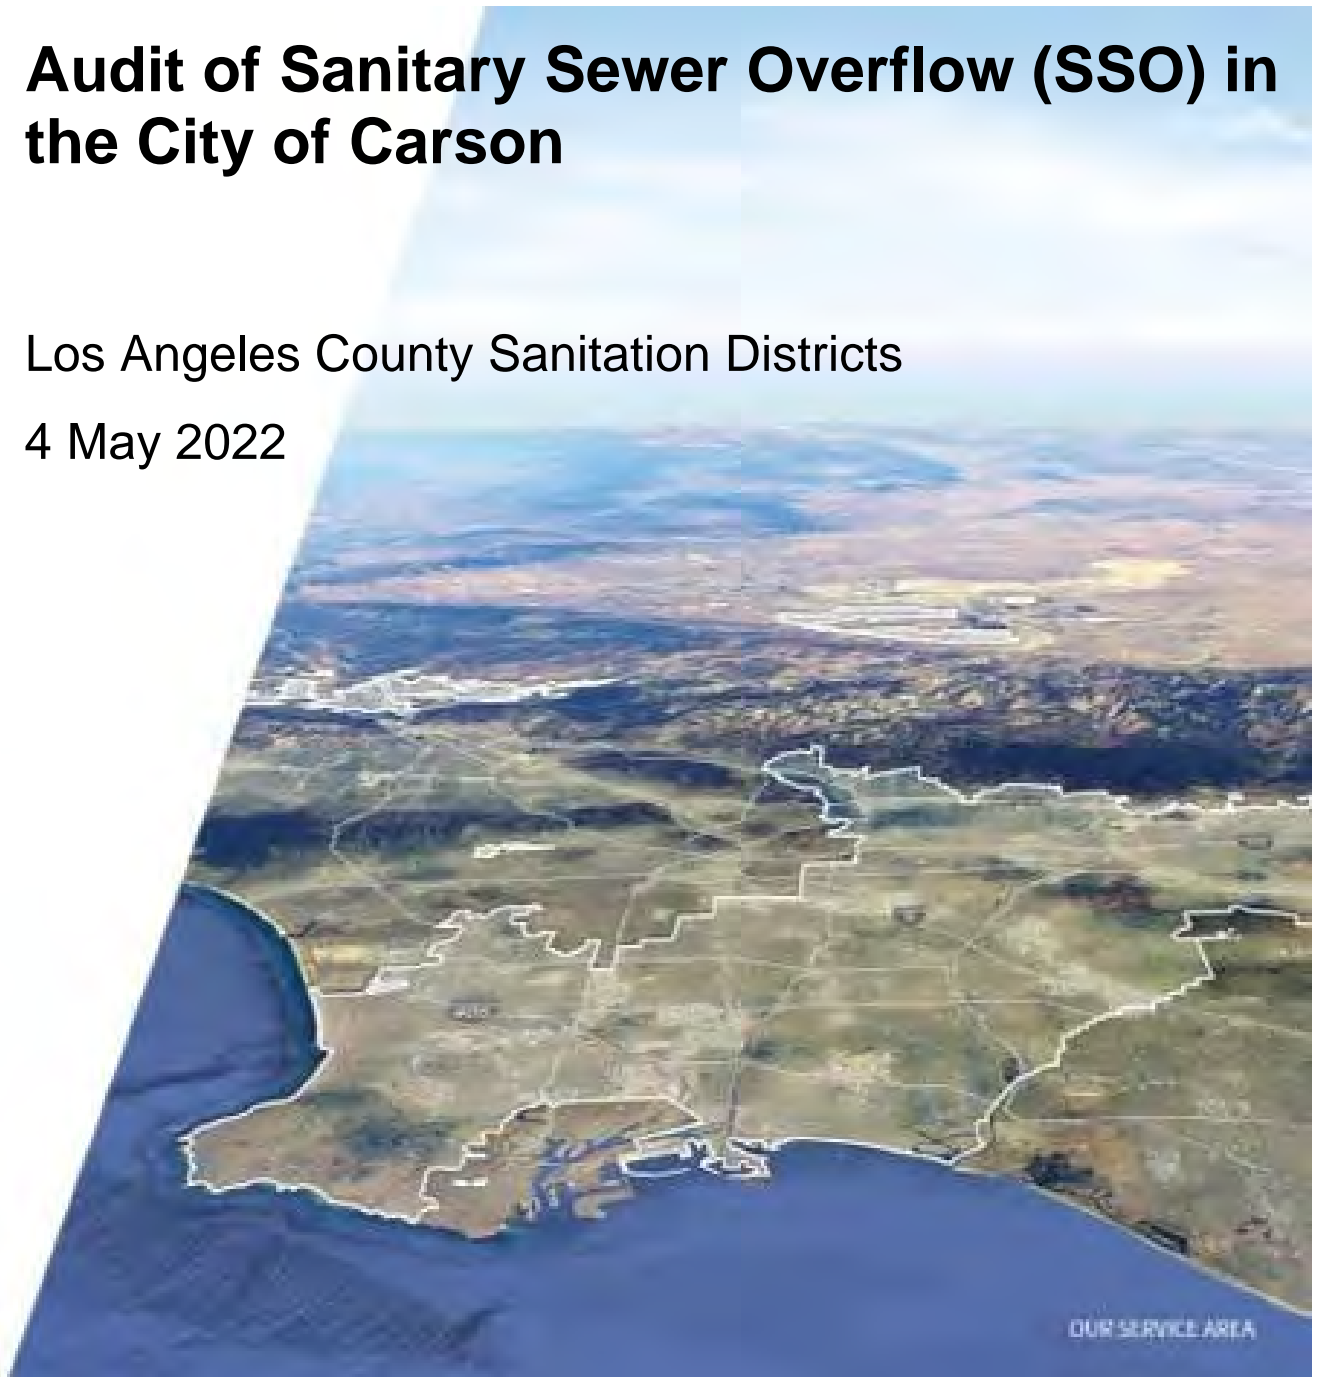 Audit of Sanitary Sewer Overflow (SSO) in
the City of Carson
Los Angeles County Sanitation Districts
4 May 2022
OUR SERVICE AREA